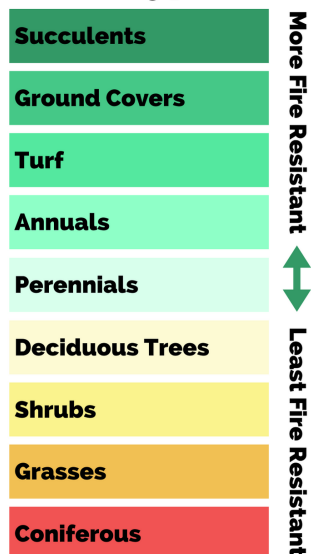 Succulents
Ground Covers
Turf
Annuals
Perennials
Deciduous Trees
Shrubs
Grasses
Coniferous
More Fire Resistant
Least Fire Resistant